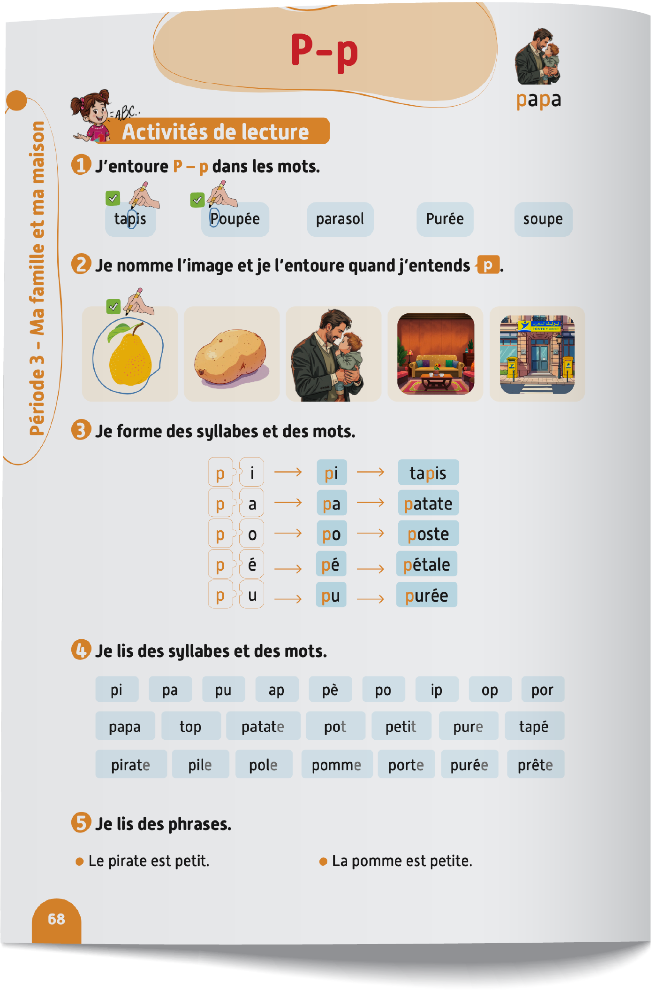 P-p
papa
A.B.C..
Activités de lecture
Période 3 - Ma famille et ma maison
1 J'entoure P – p dans les mots.
tapis Poupée parasol Purée soupe
2 Je nomme l'image et je l'entoure quand j'entends p .
بريد المغرب
POSTE MAROC
3 Je forme des syllabes et des mots.
p i → pi → tapis
p a → pa → patate
p o → po → poste
p é → pé → pétale
p u → pu → purée
4 Je lis des syllabes et des mots.
pi pa pu ap pè po ip op por
papa top patate pot petit pure tapé
pirate pile pole pomme porte purée prête
5 Je lis des phrases.
● Le pirate est petit. ● La pomme est petite.
68